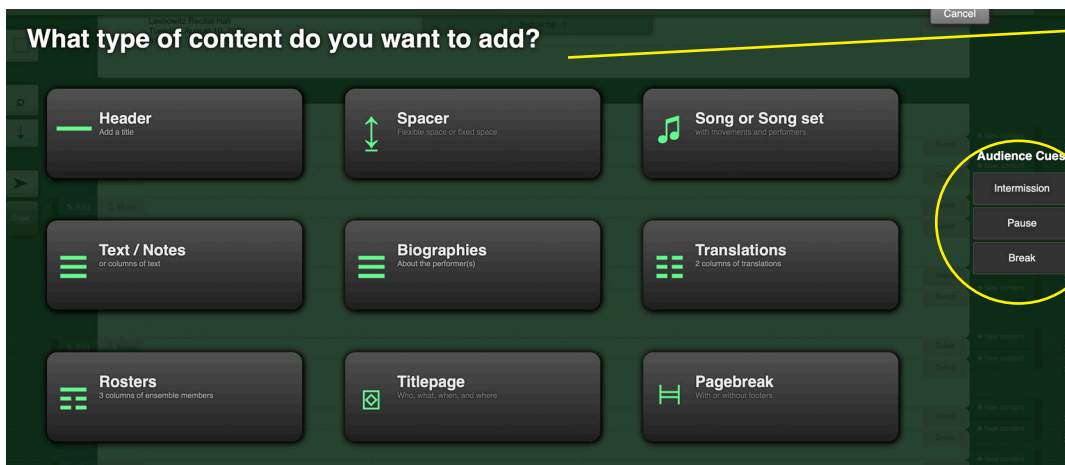 Leshowitz Recital Hall
Cancel
What type of content do you want to add?
Header
Add a title
Spacer
Flexible space or fixed space
Song or Song set
with movements and performers
Audience Cues
Intermission
Pause
Break
Text / Notes
or columns of text
Biographies
About the performer(s)
Translations
2 columns of translations
Rosters
3 columns of ensemble members
Titlepage
Who, what, when, and where
Pagebreak
With or without footers